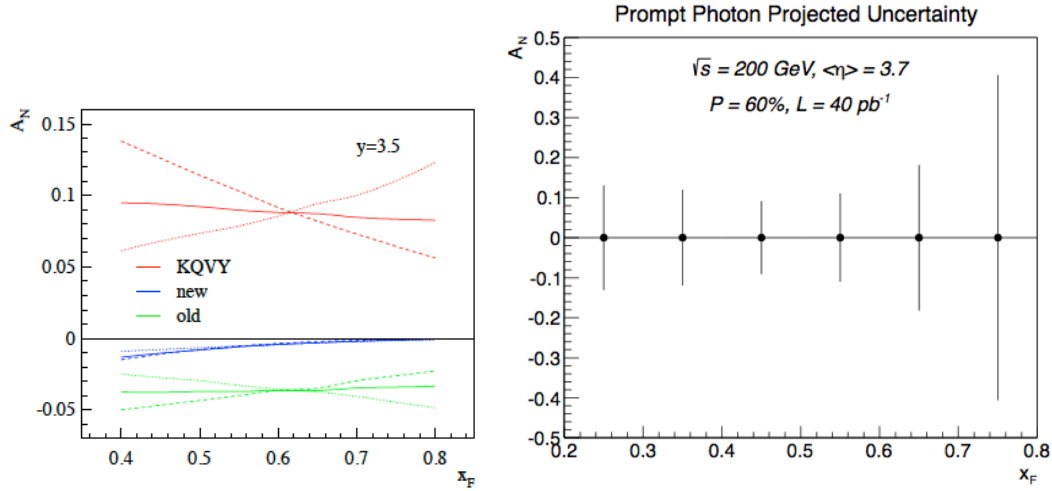 A_N
0.15
0.1
0.05
0
-0.05
y=3.5
KQVY
new
old
0.4 0.5 0.6 0.7 0.8
x_F
Prompt Photon Projected Uncertainty
A_N
0.5
0.4
0.3
0.2
0.1
0
-0.1
-0.2
-0.3
-0.4
-0.5
√s = 200 GeV, <η> = 3.7
P = 60%, L = 40 pb⁻¹
0.2 0.3 0.4 0.5 0.6 0.7 0.8
x_F